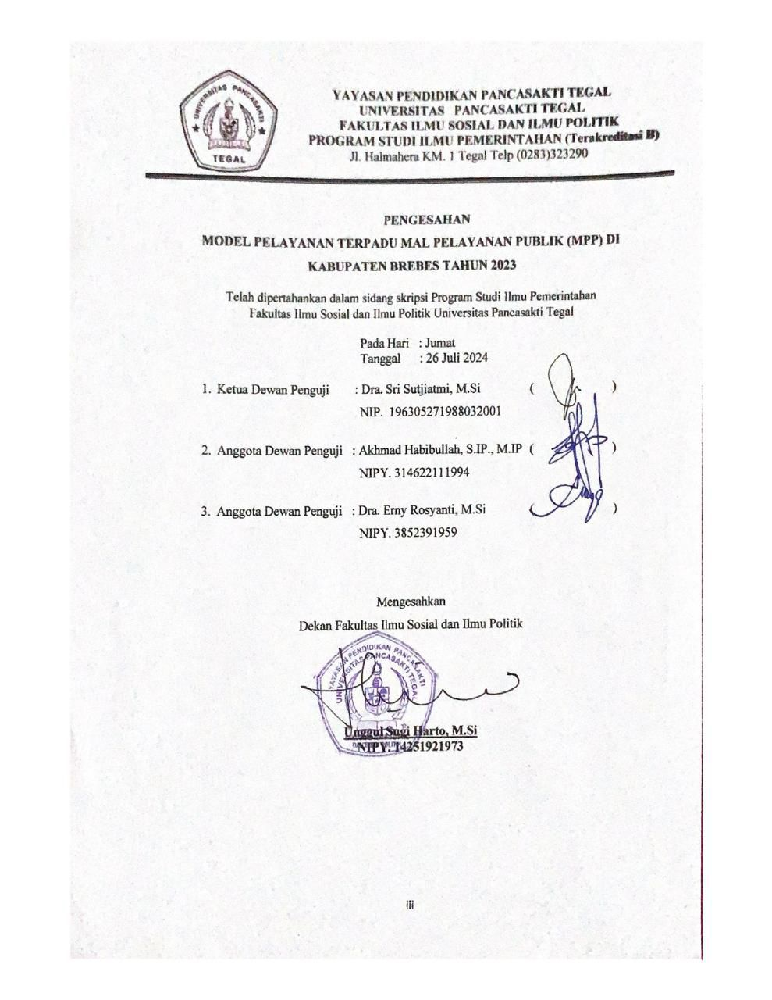 UNIVERSITAS PANCASAKTI
TEGAL
YAYASAN PENDIDIKAN PANCASAKTI TEGAL
UNIVERSITAS PANCASAKTI TEGAL
FAKULTAS ILMU SOSIAL DAN ILMU POLITIK
PROGRAM STUDI ILMU PEMERINTAHAN (Terakreditasi B)
Jl. Halmahera KM. 1 Tegal Telp (0283)323290
PENGESAHAN
MODEL PELAYANAN TERPADU MAL PELAYANAN PUBLIK (MPP) DI
KABUPATEN BREBES TAHUN 2023
Telah dipertahankan dalam sidang skripsi Program Studi Ilmu Pemerintahan
Fakultas Ilmu Sosial dan Ilmu Politik Universitas Pancasakti Tegal
Pada Hari : Jumat
Tanggal : 26 Juli 2024
1. Ketua Dewan Penguji : Dra. Sri Sutjiatmi, M.Si ( )
NIP. 196305271988032001
2. Anggota Dewan Penguji : Akhmad Habibullah, S.IP., M.IP ( )
NIPY. 314622111994
3. Anggota Dewan Penguji : Dra. Erny Rosyanti, M.Si ( )
NIPY. 3852391959
Mengesahkan
Dekan Fakultas Ilmu Sosial dan Ilmu Politik
YAYASAN PENDIDIKAN PANCASAKTI
UNIVERSITAS PANCASAKTI TEGAL
Unggul Sugi Harto, M.Si
NIPY. 14251921973
iii